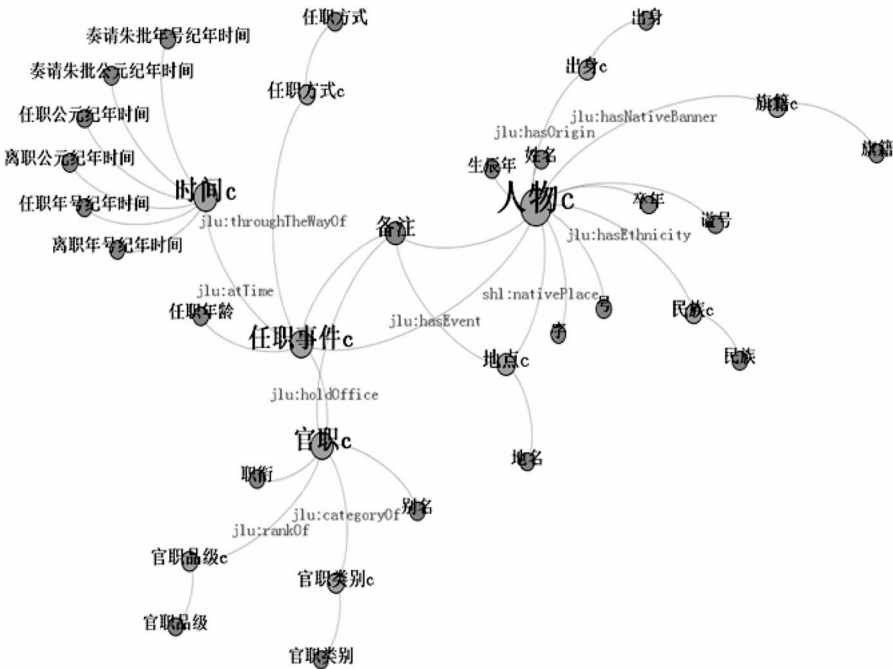 任职方式
出身
奏请朱批年号纪年时间
奏请朱批公元纪年时间
出身c
任职方式c
旗籍c
任职公元纪年时间
jlu:hasNativeBanner
jlu:hasOrigin
旗籍
离职公元纪年时间
姓名
生辰年
时间c
人物c
卒年
任职年号纪年时间
谥号
jlu:throughTheWayOf
备注
jlu:hasEthnicity
离职年号纪年时间
jlu:atTime
shl:nativePlace
号
任职年龄
民族c
jlu:hasEvent
字
任职事件c
地点c
民族
jlu:holdOffice
官职c
地名
职衔
别名
jlu:categoryOf
jlu:rankOf
官职品级c
官职类别c
官职品级
官职类别